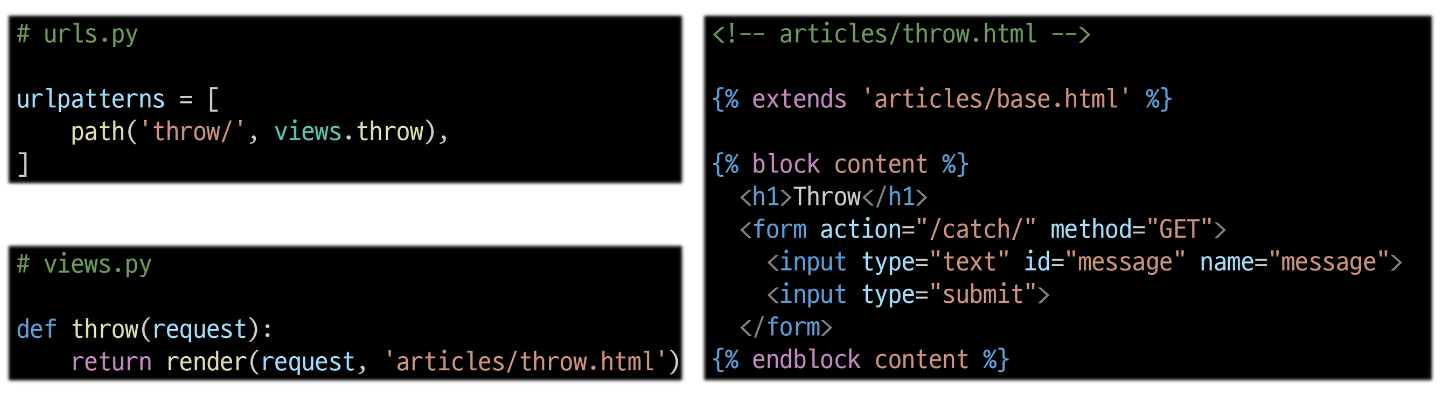 # urls.py
urlpatterns = [
    path('throw/', views.throw),
]
# views.py
def throw(request):
    return render(request, 'articles/throw.html')
<!-- articles/throw.html -->
{% extends 'articles/base.html' %}
{% block content %}
  <h1>Throw</h1>
  <form action="/catch/" method="GET">
    <input type="text" id="message" name="message">
    <input type="submit">
  </form>
{% endblock content %}